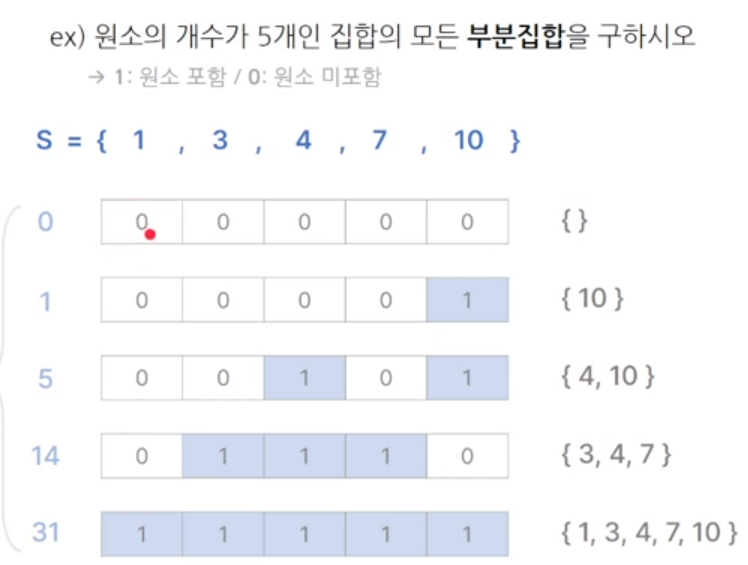 ex) 원소의 개수가 5개인 집합의 모든 부분집합을 구하시오
→ 1: 원소 포함 / 0: 원소 미포함
S = { 1 , 3 , 4 , 7 , 10 }
0 0 0 0 0 0 { }
1 0 0 0 0 1 { 10 }
5 0 0 1 0 1 { 4, 10 }
14 0 1 1 1 0 { 3, 4, 7 }
31 1 1 1 1 1 { 1, 3, 4, 7, 10 }